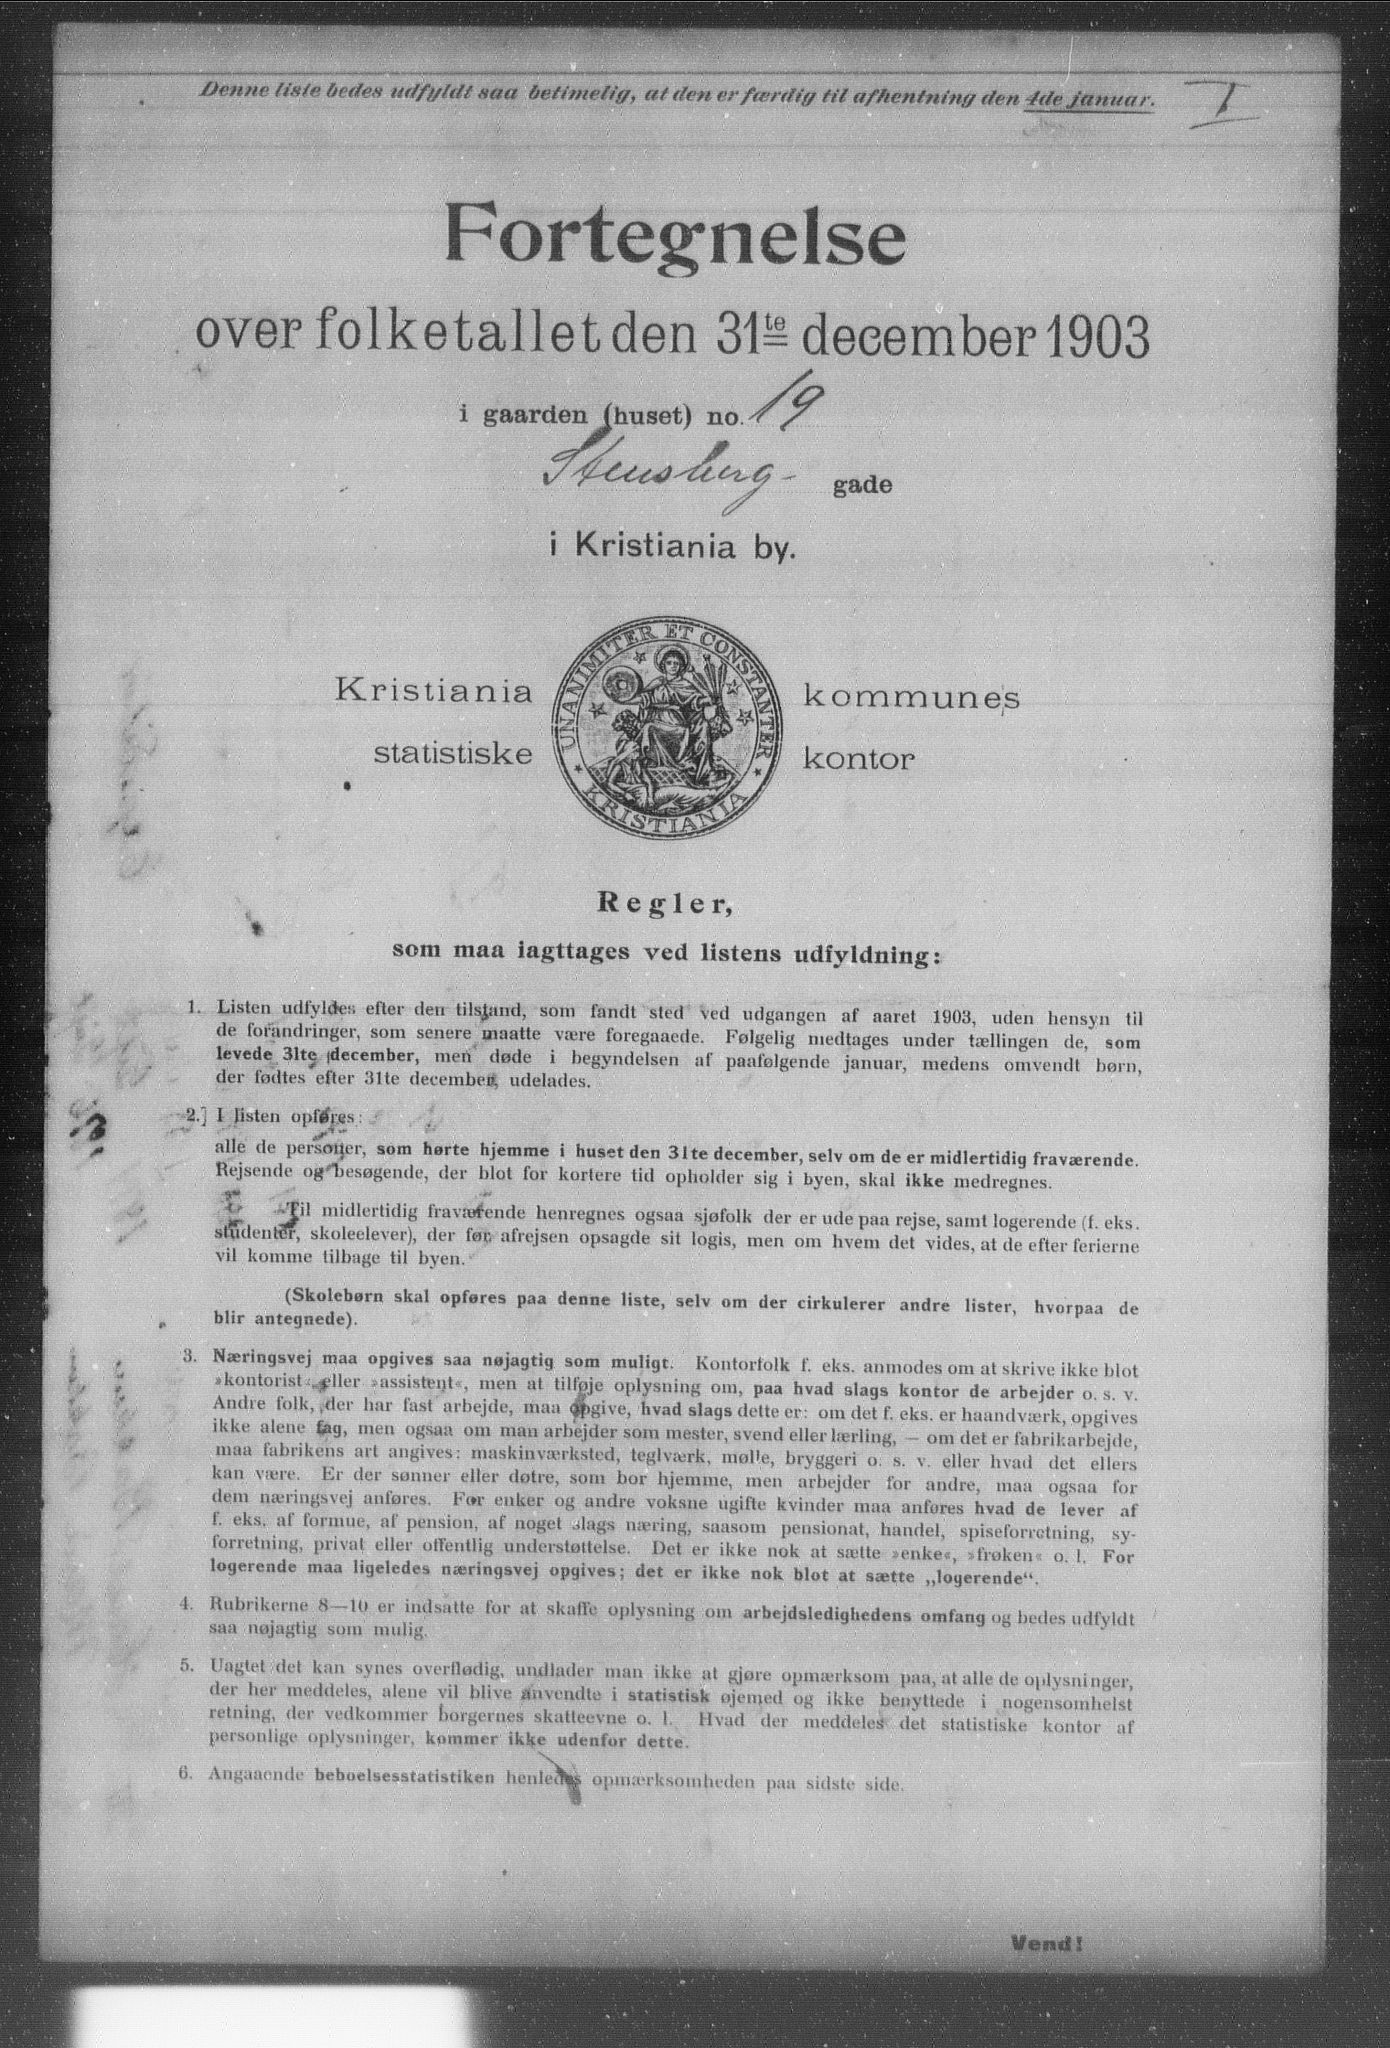 Denne liste bedes udfyldt saa betimelig, at den er færdig til afhentning den 4de januar.
I
Fortegnelse
over folketallet den 31te december 1903
i gaarden (huset) no. 19
Stensberg- gade
i Kristiania by.
UNANIMITER ET CONSTANTER
KRISTIANIA
Kristiania kommunes
statistiske kontor
Regler,
som maa iagttages ved listens udfyldning:
1. Listen udfyldes efter den tilstand, som fandt sted ved udgangen af aaret 1903, uden hensyn til
de forandringer, som senere maatte være foregaaede. Følgelig medtages under tællingen de, som
levede 31te december, men døde i begyndelsen af paafølgende januar, medens omvendt børn,
der fødtes efter 31te december, udelades.
2. I listen opføres:
alle de personer, som hørte hjemme i huset den 31te december, selv om de er midlertidig fraværende.
Rejsende og besøgende, der blot for kortere tid opholder sig i byen, skal ikke medregnes.
Til midlertidig fraværende henregnes ogsaa sjøfolk der er ude paa rejse, samt logerende (f. eks.
studenter, skoleelever), der før afrejsen opsagde sit logis, men om hvem det vides, at de efter ferierne
vil komme tilbage til byen.
(Skolebørn skal opføres paa denne liste, selv om der cirkulerer andre lister, hvorpaa de
blir antegnede).
3. Næringsvej maa opgives saa nøjagtig som muligt. Kontorfolk f. eks. anmodes om at skrive ikke blot
»kontorist« eller »assistent«, men at tilføje oplysning om, paa hvad slags kontor de arbejder o. s. v.
Andre folk, der har fast arbejde, maa opgive, hvad slags dette er: om det f. eks. er haandværk, opgives
ikke alene fag, men ogsaa om man arbejder som mester, svend eller lærling, — om det er fabrikarbejde,
maa fabrikens art angives: maskinværksted, teglværk, mølle, bryggeri o. s. v. eller hvad det ellers
kan være. Er der sønner eller døtre, som bor hjemme, men arbejder for andre, maa ogsaa for
dem næringsvej anføres. For enker og andre voksne ugifte kvinder maa anføres hvad de lever af
f. eks. af formue, af pension, af noget slags næring, saasom pensionat, handel, spiseforretning, sy-
forretning, privat eller offentlig understøttelse. Det er ikke nok at sætte »enke«, »frøken« o. l. For
logerende maa ligeledes næringsvej opgives; det er ikke nok blot at sætte „logerende“.
4. Rubrikerne 8—10 er indsatte for at skaffe oplysning om arbejdsledighedens omfang og bedes udfyldt
saa nøjagtig som mulig.
5. Uagtet det kan synes overflødig, undlader man ikke at gjøre opmærksom paa, at alle de oplysninger,
der her meddeles, alene vil blive anvendte i statistisk øjemed og ikke benyttede i nogensomhelst
retning, der vedkommer borgernes skatteevne o. l. Hvad der meddeles det statistiske kontor af
personlige oplysninger, kommer ikke udenfor dette.
6. Angaaende beboelsesstatistiken henledes opmærksomheden paa sidste side.
Vend!